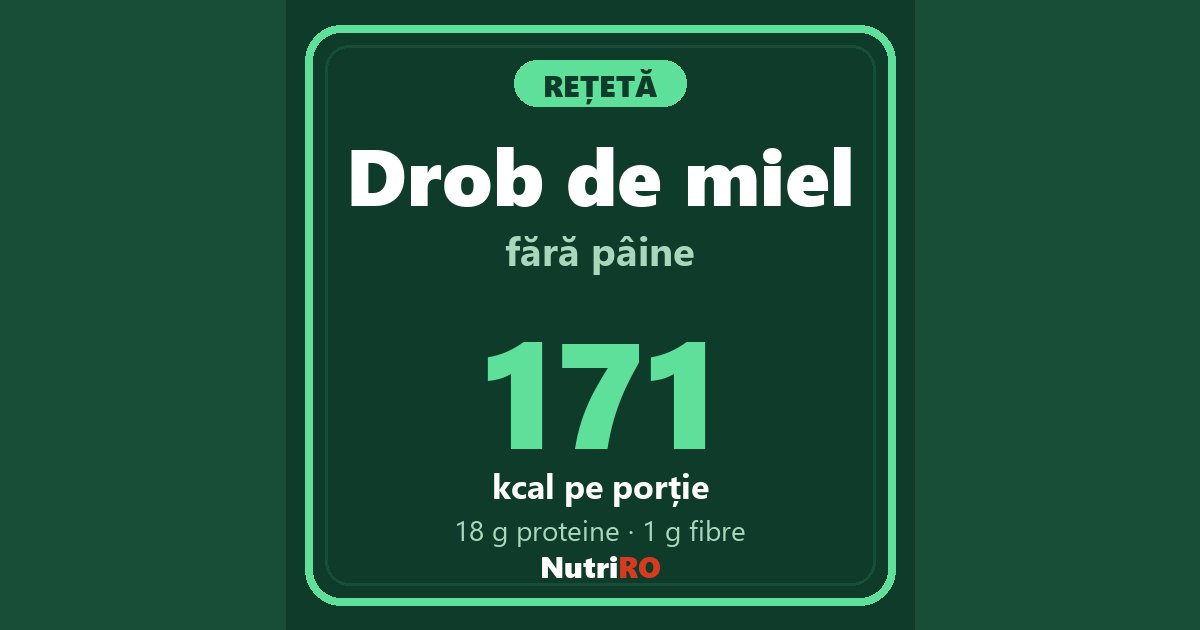 REȚETĂ
Drob de miel
fără pâine
171
kcal pe porție
18 g proteine · 1 g fibre
NutriRO